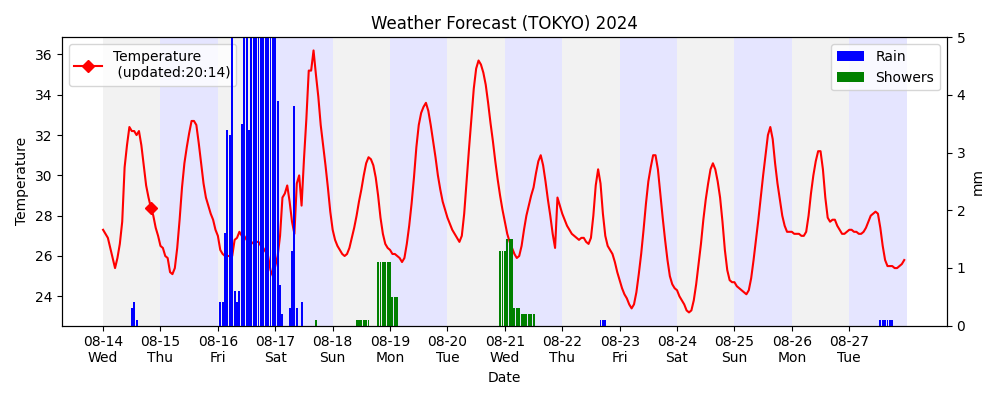 Weather Forecast (TOKYO) 2024
Temperature
(updated:20:14)
Rain
Showers
Temperature
36
34
32
30
28
26
24
5
4
3
2
1
0
mm
08-14 08-15 08-16 08-17 08-18 08-19 08-20 08-21 08-22 08-23 08-24 08-25 08-26 08-27
Wed Thu Fri Sat Sun Mon Tue Wed Thu Fri Sat Sun Mon Tue
Date